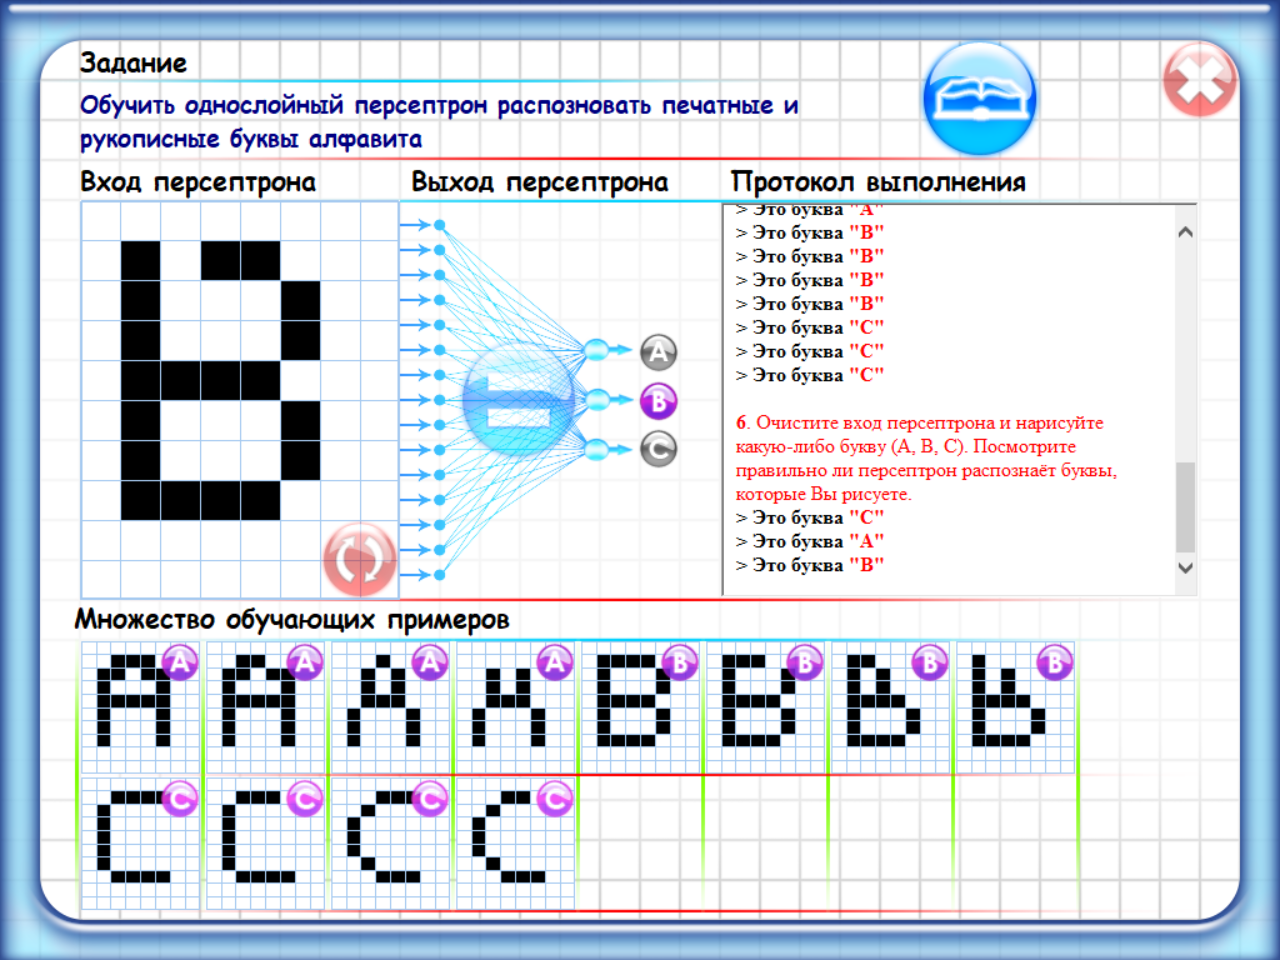 Задание
Обучить однослойный персептрон распозновать печатные и
рукописные буквы алфавита
Вход персептрона
Выход персептрона
Протокол выполнения
A
B
C
> Это буква "A"
> Это буква "B"
> Это буква "B"
> Это буква "B"
> Это буква "B"
> Это буква "C"
> Это буква "C"
> Это буква "C"
6. Очистите вход персептрона и нарисуйте
какую-либо букву (A, B, C). Посмотрите
правильно ли персептрон распознаёт буквы,
которые Вы рисуете.
> Это буква "C"
> Это буква "A"
> Это буква "B"
Множество обучающих примеров
A A A A B B B B
C C C C